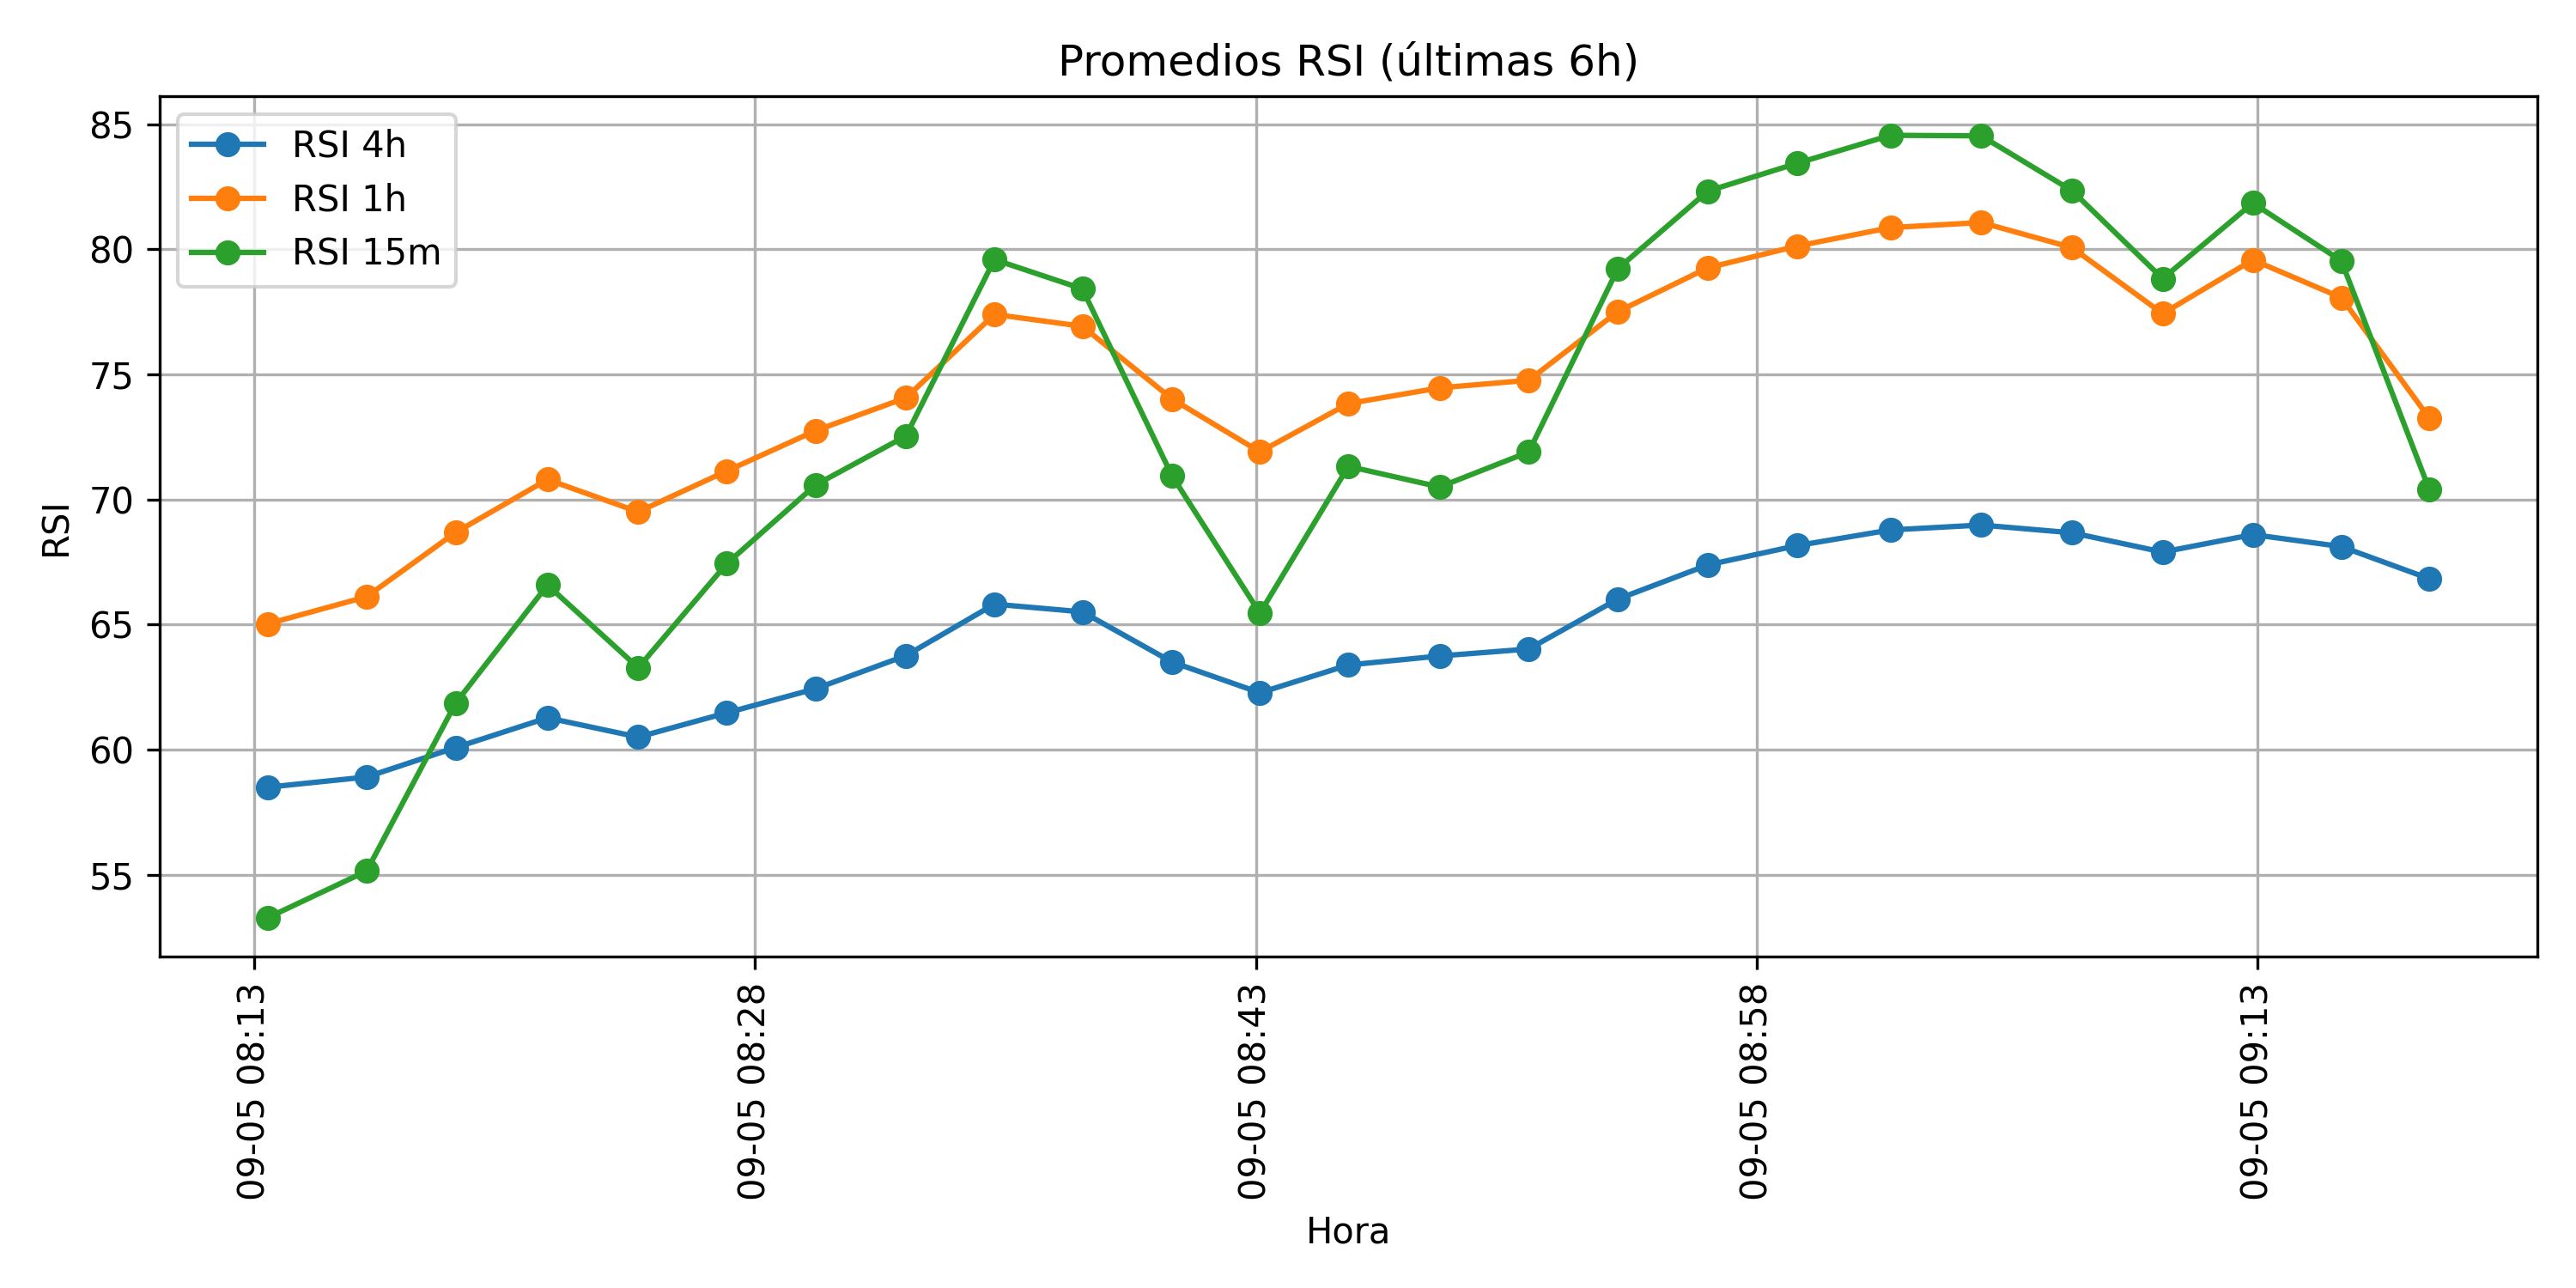 Promedios RSI (últimas 6h)
RSI 4h
RSI 1h
RSI 15m
RSI
85
80
75
70
65
60
55
09-05 08:13
09-05 08:28
09-05 08:43
09-05 08:58
09-05 09:13
Hora